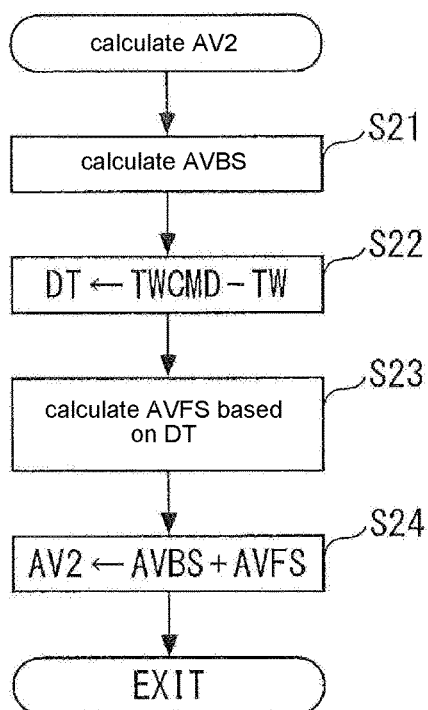 calculate AV2
S21
calculate AVBS
S22
DT ← TWCMD - TW
S23
calculate AVFS based
on DT
S24
AV2 ← AVBS + AVFS
EXIT